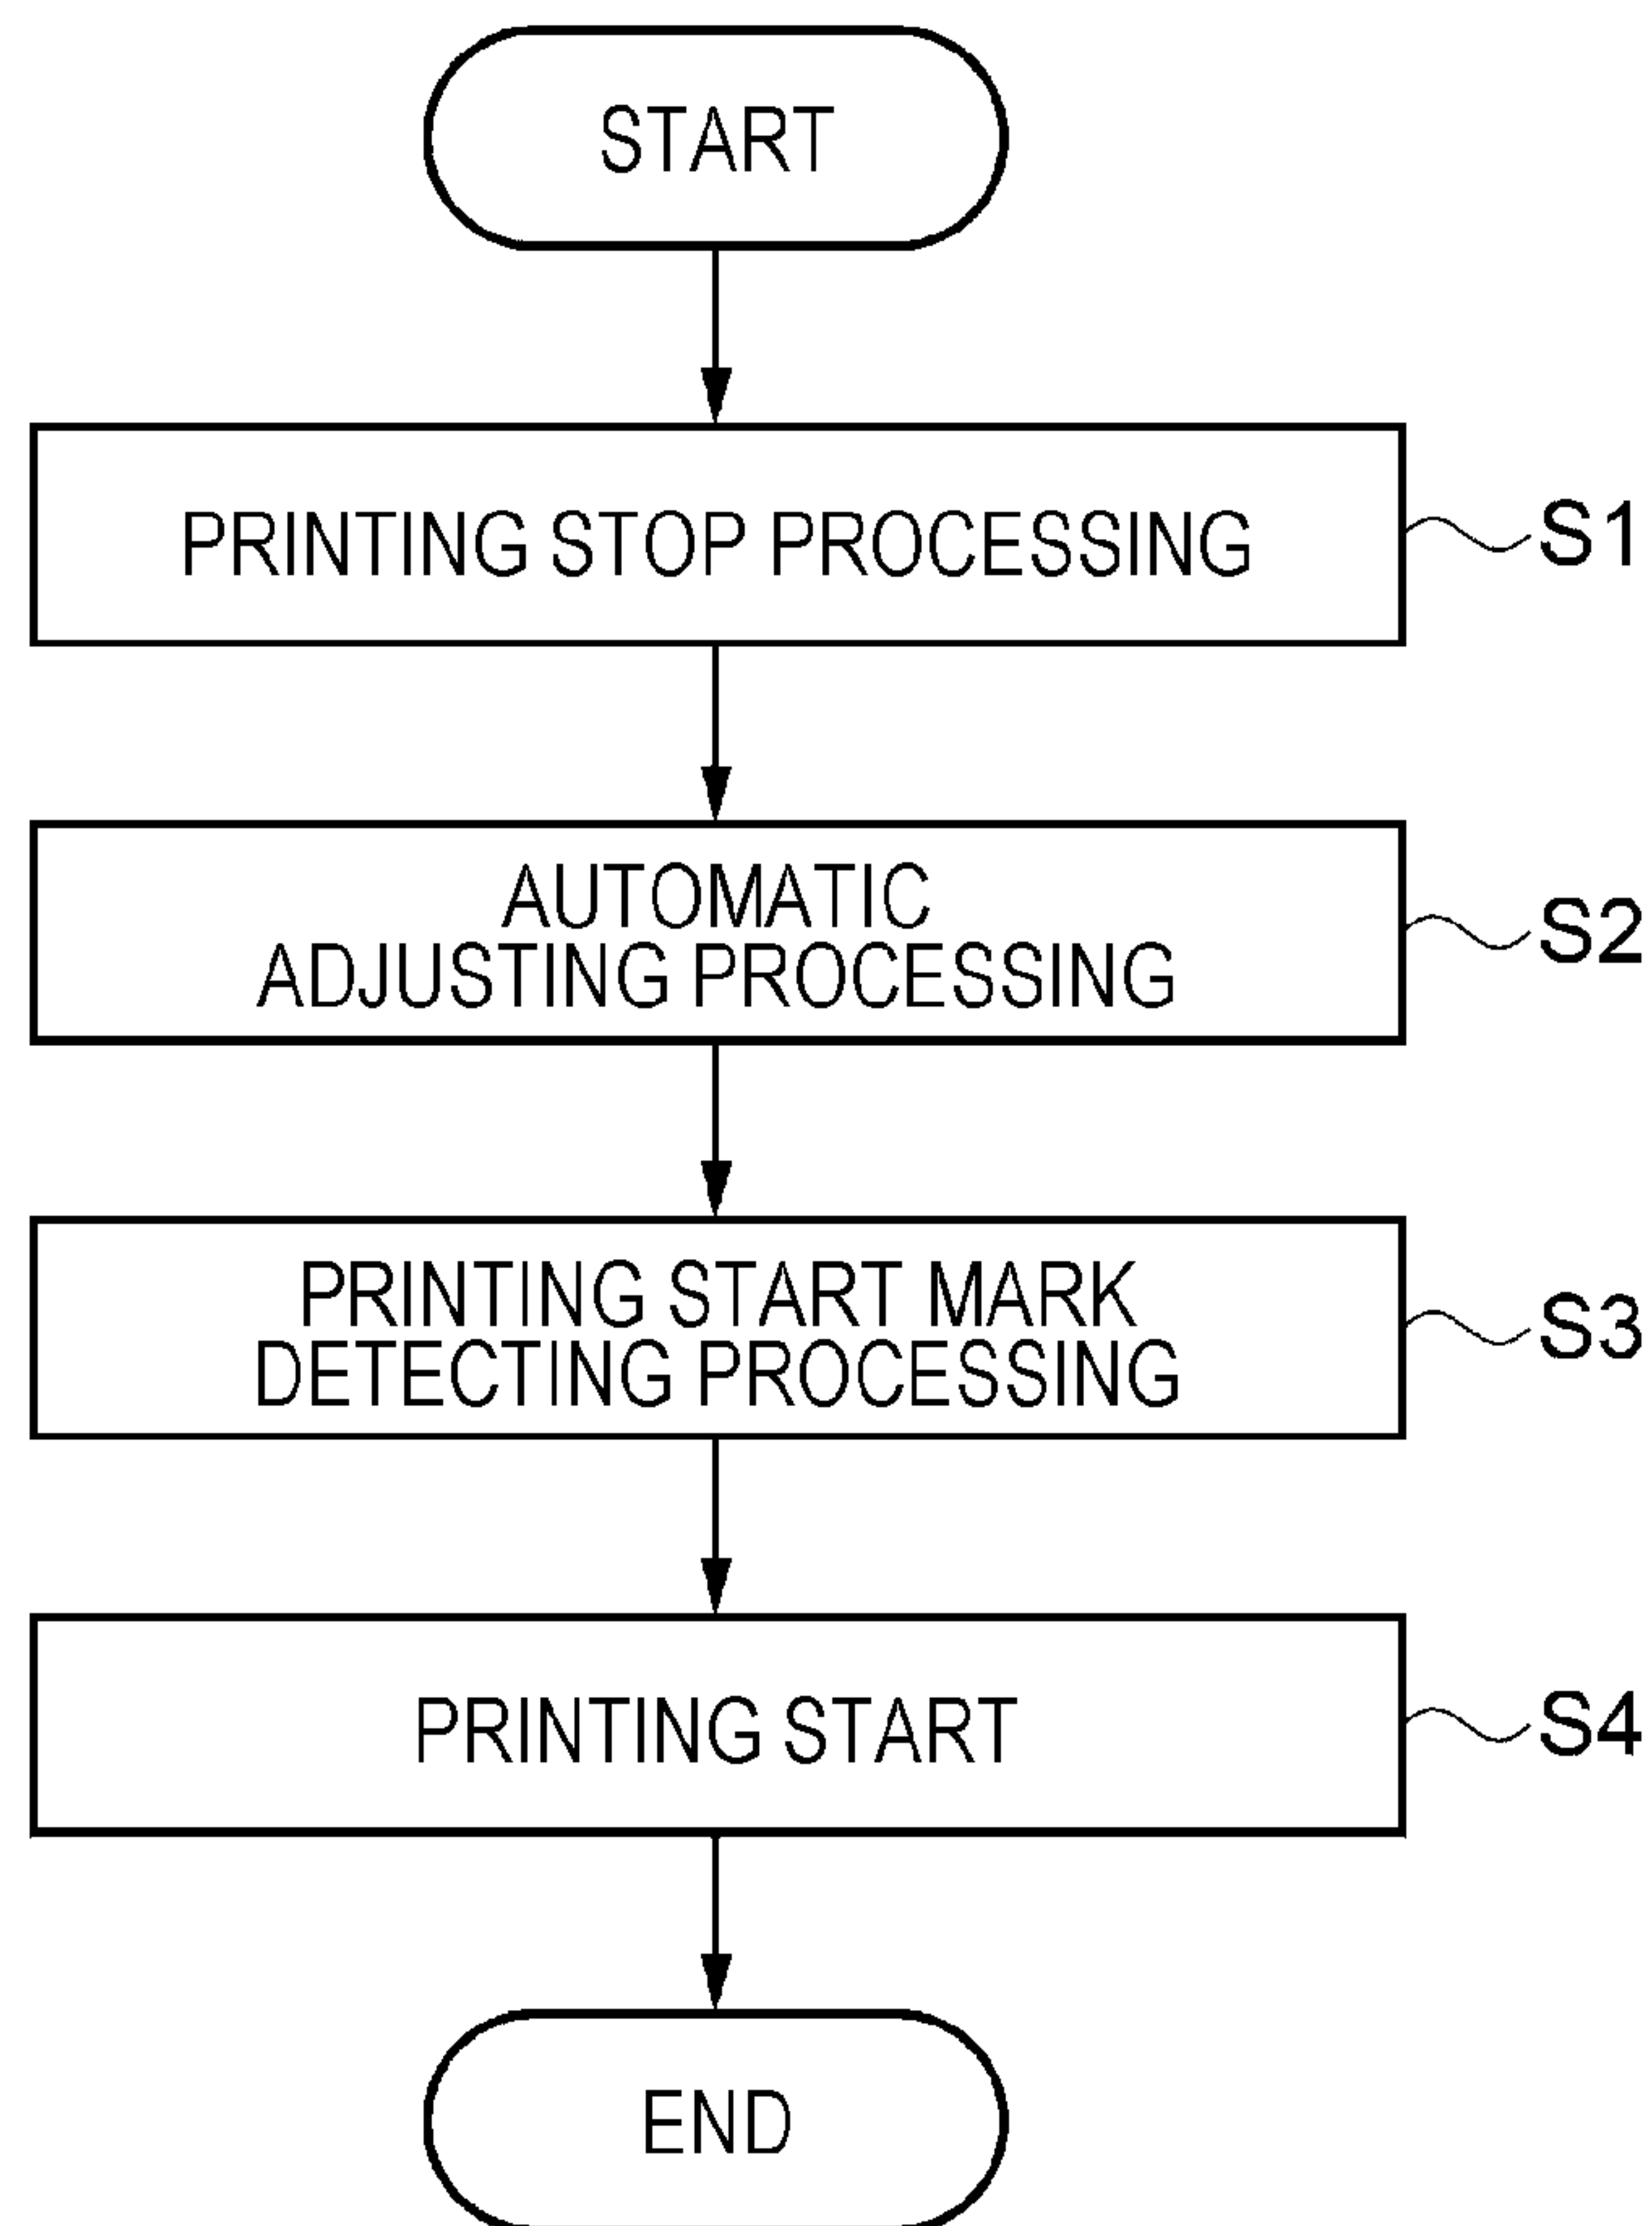 START
PRINTING STOP PROCESSING
S1
AUTOMATIC
ADJUSTING PROCESSING
S2
PRINTING START MARK
DETECTING PROCESSING
S3
PRINTING START
S4
END